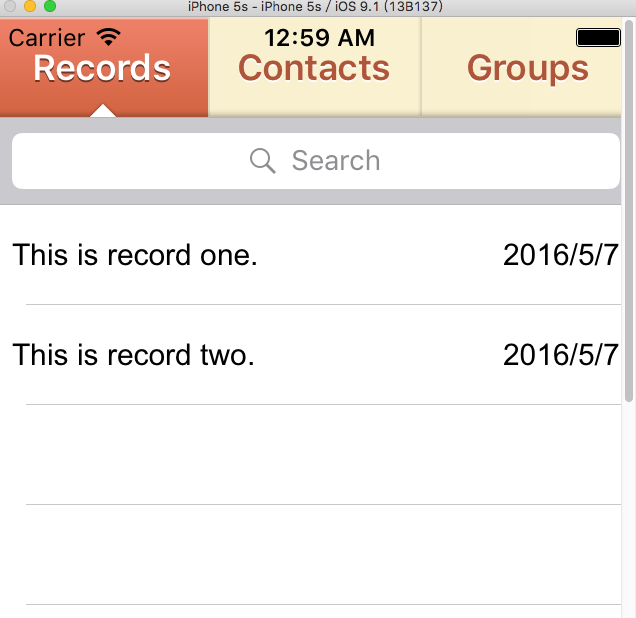 iPhone 5s - iPhone 5s / iOS 9.1 (13B137)
Carrier 12:59 AM
Records Contacts Groups
Search
This is record one. 2016/5/7
This is record two. 2016/5/7